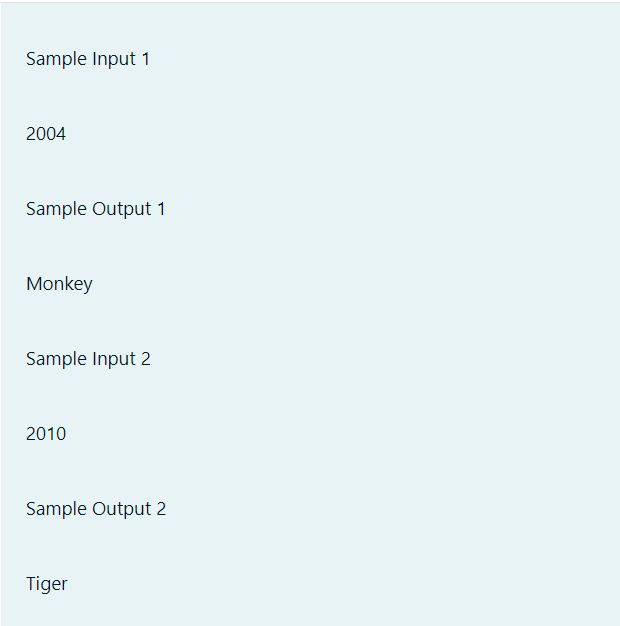 Sample Input 1
2004
Sample Output 1
Monkey
Sample Input 2
2010
Sample Output 2
Tiger